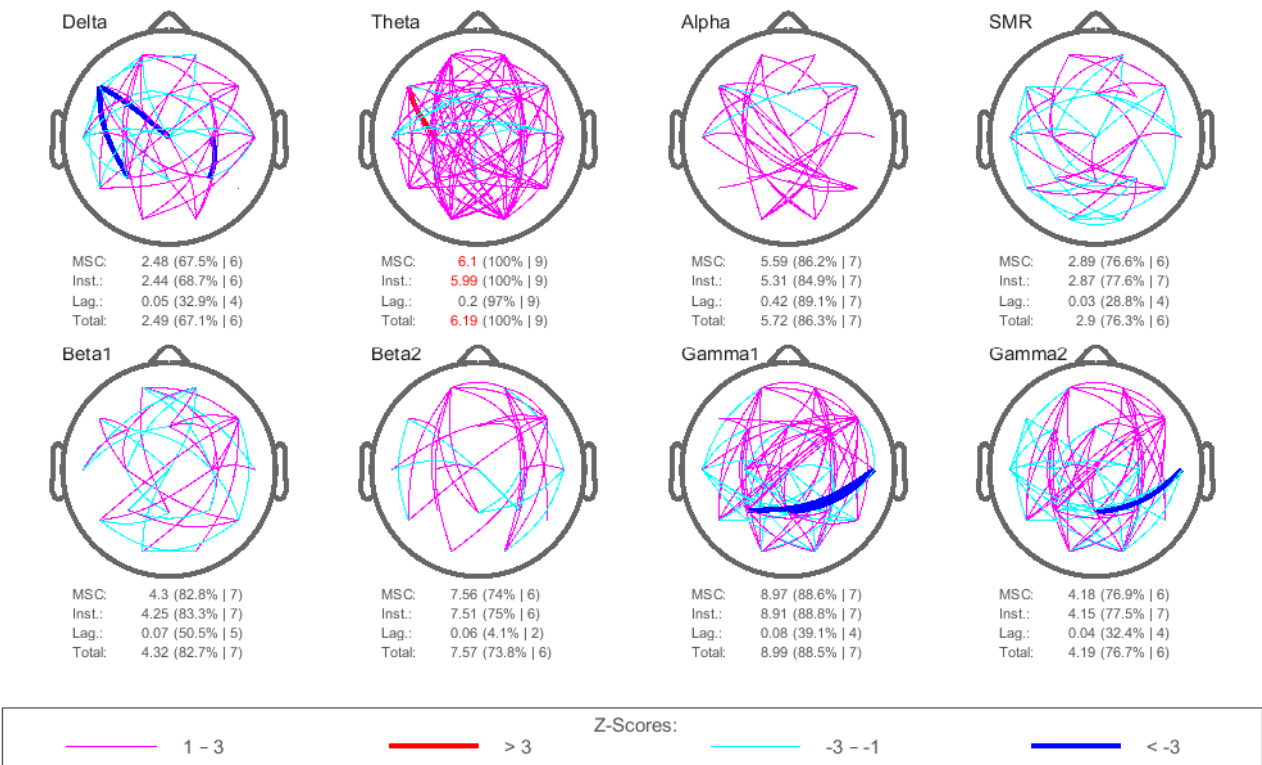 Delta Theta Alpha SMR
MSC: 2.48 (67.5% | 6) MSC: 6.1 (100% | 9) MSC: 5.59 (86.2% | 7) MSC: 2.89 (76.6% | 6)
Inst.: 2.44 (68.7% | 6) Inst.: 5.99 (100% | 9) Inst.: 5.31 (84.9% | 7) Inst.: 2.87 (77.6% | 7)
Lag.: 0.05 (32.9% | 4) Lag.: 0.2 (97% | 9) Lag.: 0.42 (89.1% | 7) Lag.: 0.03 (28.8% | 4)
Total: 2.49 (67.1% | 6) Total: 6.19 (100% | 9) Total: 5.72 (86.3% | 7) Total: 2.9 (76.3% | 6)
Beta1 Beta2 Gamma1 Gamma2
MSC: 4.3 (82.8% | 7) MSC: 7.56 (74% | 6) MSC: 8.97 (88.6% | 7) MSC: 4.18 (76.9% | 6)
Inst.: 4.25 (83.3% | 7) Inst.: 7.51 (75% | 6) Inst.: 8.91 (88.8% | 7) Inst.: 4.15 (77.5% | 7)
Lag.: 0.07 (50.5% | 5) Lag.: 0.06 (4.1% | 2) Lag.: 0.08 (39.1% | 4) Lag.: 0.04 (32.4% | 4)
Total: 4.32 (82.7% | 7) Total: 7.57 (73.8% | 6) Total: 8.99 (88.5% | 7) Total: 4.19 (76.7% | 6)
Z-Scores:
1 – 3 > 3 -3 – -1 < -3